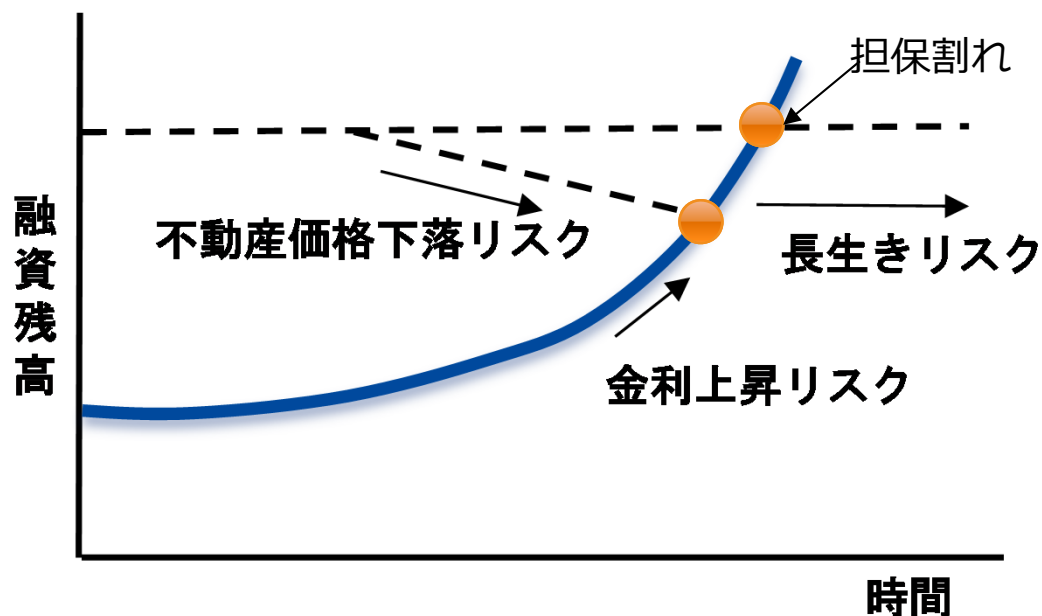 担保割れ
融資残高
不動産価格下落リスク
長生きリスク
金利上昇リスク
時間